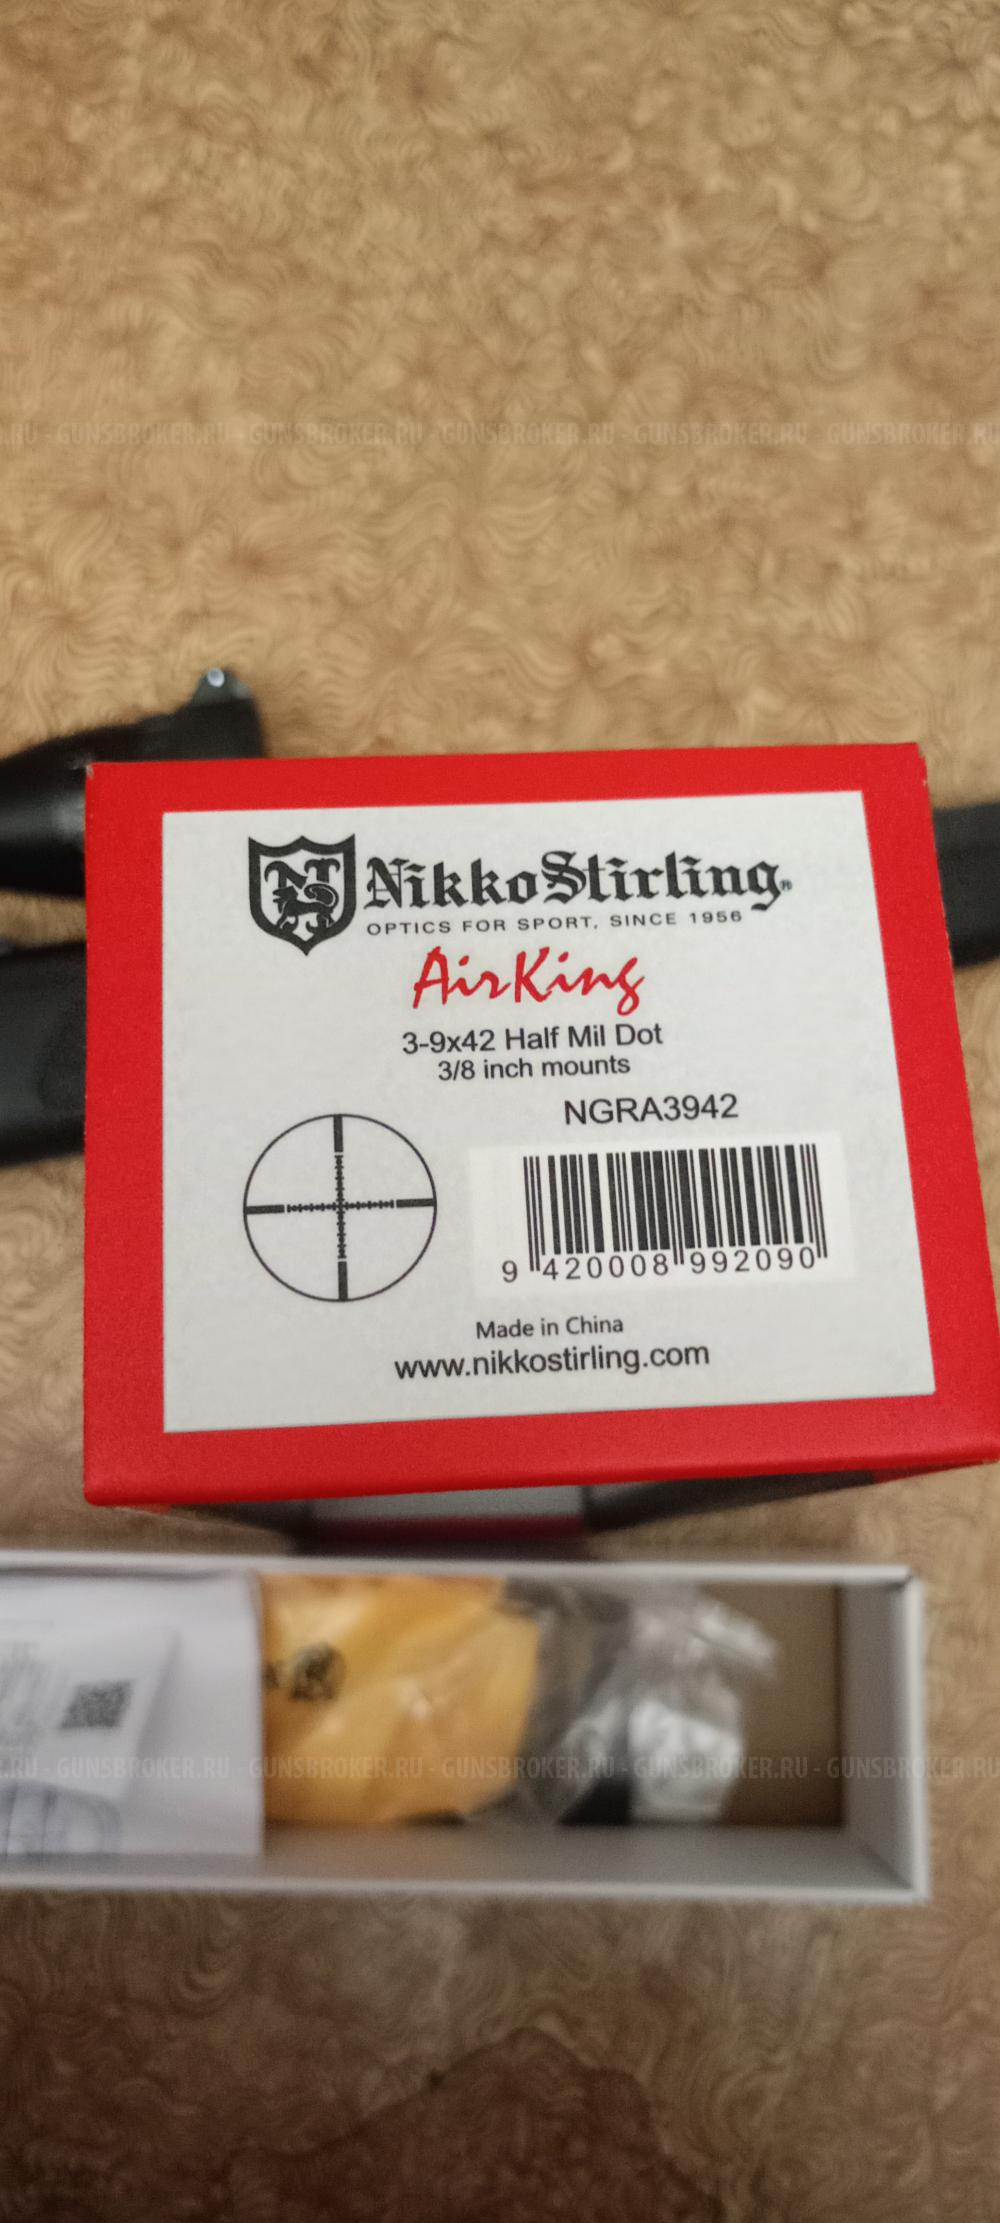 .RU - GUNSBROKER.RU - GUNSBROKER.RU - GUNSBROKER.RU - GUNSBROKER.RU - GUNSBROKER.RU
NikkoStirling®
OPTICS FOR SPORT, SINCE 1956
AirKing
3-9x42 Half Mil Dot
3/8 inch mounts
NGRA3942
9 420008 992090
Made in China
www.nikkostirling.com
.RU - GUNSBROKER.RU - GUNSBROKER.RU - GUNSBROKER.RU - GUNSBROKER.RU - GUNSBROKER.RU